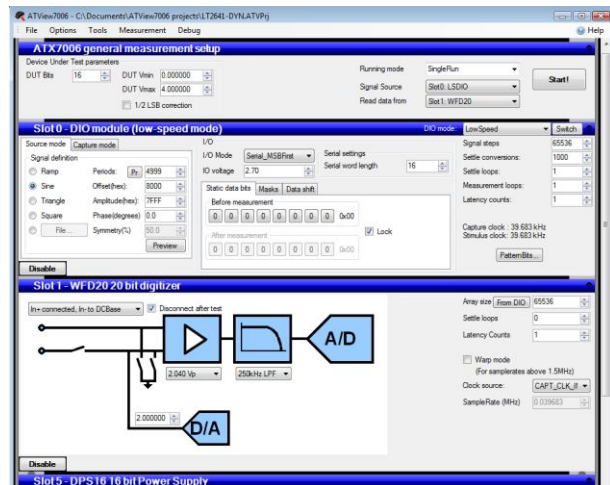 ATView7006 - C:\Documents\ATView7006 projects\LT2641-DYN.ATVPrj
File Options Tools Measurement Debug Help
ATX7006 general measurement setup
Device Under Test parameters
DUT Bits 16 DUT Vmin 0.000000
DUT Vmax 4.000000
1/2 LSB correction
Running mode SingleRun
Signal Source Slot0: LSDIO
Read data from Slot1: WFD20
Start!
Slot 0 - DIO module (low-speed mode)
DIO mode: LowSpeed Switch
Source mode Capture mode
Signal definition
Ramp Periods: Pr 4999
Sine Offset(hex): 8000
Triangle Amplitude(hex): 7FFF
Square Phase(degrees) 0.0
File... Symmetry(%) 50.0
Preview
I/O
I/O Mode Serial_MSBFirst
IO voltage 2.70
Serial settings
Serial word length 16
Static data bits Masks Data shift
Before measurement
0 0 0 0 0 0 0 0 0x00
Lock
After measurement
0 0 0 0 0 0 0 0 0x00
Signal steps 65536
Settle conversions: 1000
Settle loops: 1
Measurement loops: 1
Latency counts: 1
Capture clock : 39.683 kHz
Stimulus clock : 39.683 kHz
PatternBits...
Disable
Slot 1 - WFD20 20 bit digitizer
In+ connected, In- to DCBase Disconnect after test
A/D
2.040 Vp 250kHz LPF
2.000000
D/A
Array size From DIO 65536
Settle loops 0
Latency Counts 1
Warp mode
(For samplerates above 1.5MHz)
Clock source: CAPT_CLK_if
SampleRate (MHz) 0.039683
Disable
Slot 5 - DPS16 16 bit Power Supply